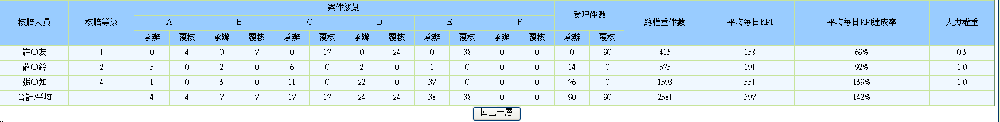 核賠人員 核賠等級 案件級別 受理件數 總權重件數 平均每日KPI 平均每日KPI達成率 人力權重
A B C D E F
承辦 覆核 承辦 覆核 承辦 覆核 承辦 覆核 承辦 覆核 承辦 覆核 承辦 覆核
許○友 1 0 4 0 7 0 17 0 24 0 38 0 0 0 90 415 138 69% 0.5
薛○鈴 2 3 0 2 0 6 0 2 0 1 0 0 0 14 0 573 191 92% 1.0
張○如 4 1 0 5 0 11 0 22 0 37 0 0 0 76 0 1593 531 159% 1.0
合計/平均 4 4 7 7 17 17 24 24 38 38 0 0 90 90 2581 397 142%
回上一層